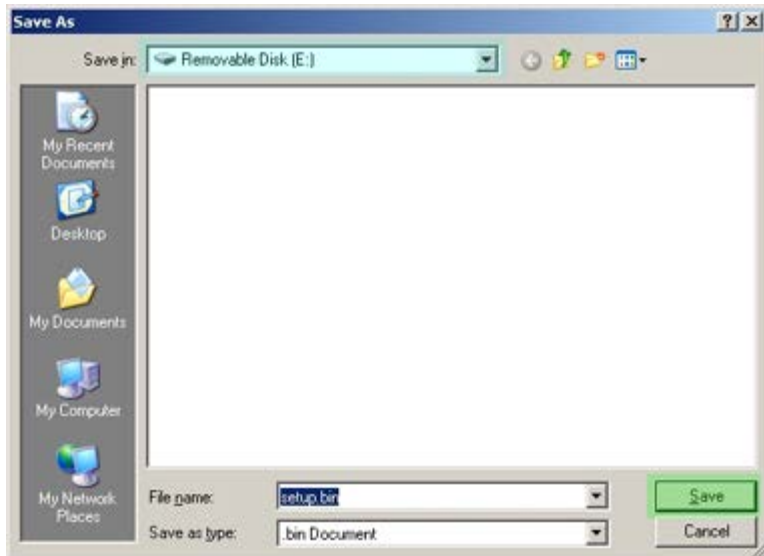 Save As
Save in:
Removable Disk (E:)
My Recent
Documents
Desktop
My Documents
My Computer
My Network
Places
File name:
setup.bin
Save
Save as type:
.bin Document
Cancel